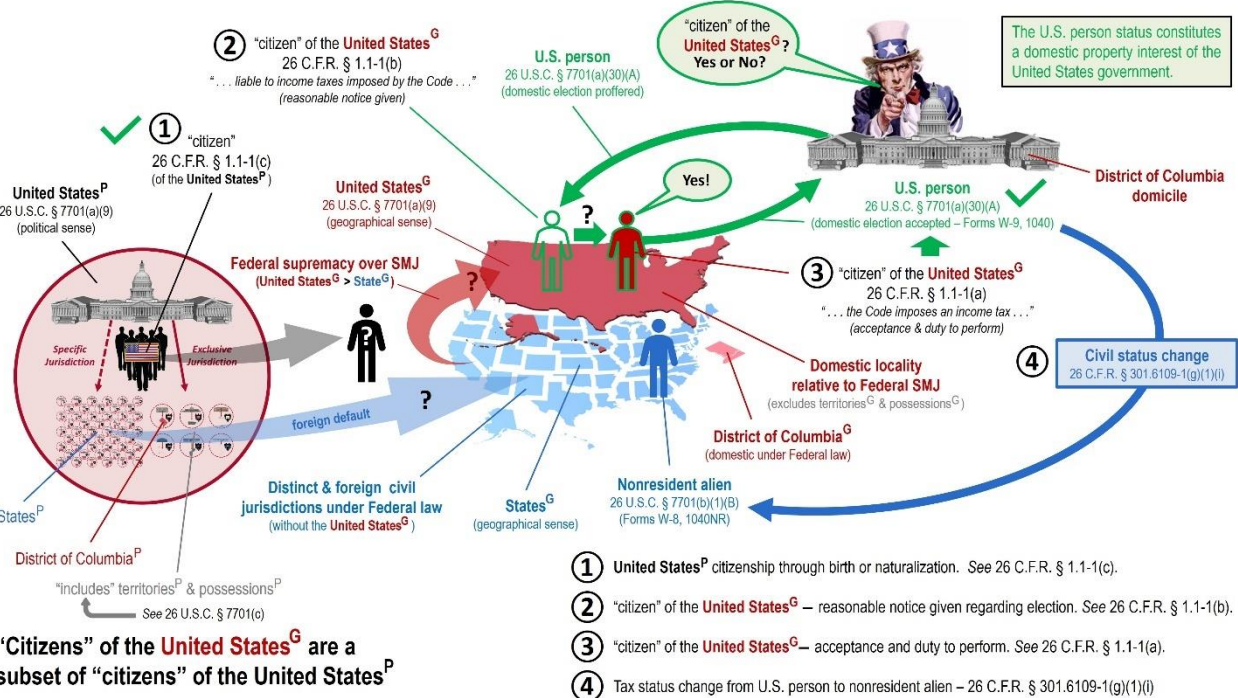 ② "citizen" of the United Statesᴳ
26 C.F.R. § 1.1-1(b)
". . . liable to income taxes imposed by the Code . . ."
(reasonable notice given)
U.S. person
26 U.S.C. § 7701(a)(30)(A)
(domestic election proffered)
"citizen" of the
United Statesᴳ?
Yes or No?
The U.S. person status constitutes
a domestic property interest of the
United States government.
① "citizen"
26 C.F.R. § 1.1-1(c)
(of the United Statesᴾ)
United Statesᴾ
26 U.S.C. § 7701(a)(9)
(political sense)
United Statesᴳ
26 U.S.C. § 7701(a)(9)
(geographical sense)
?
Yes!
District of Columbia
domicile
U.S. person
26 U.S.C. § 7701(a)(30)(A)
(domestic election accepted – Forms W-9, 1040)
Federal supremacy over SMJ
(United Statesᴳ > Stateᴳ)
?
?
③ "citizen" of the United Statesᴳ
26 C.F.R. § 1.1-1(a)
". . . the Code imposes an income tax . . ."
(acceptance & duty to perform)
Specific
Jurisdiction
Exclusive
Jurisdiction
④
Civil status change
26 C.F.R. § 301.6109-1(g)(1)(i)
Domestic locality
relative to Federal SMJ
(excludes territoriesᴳ & possessionsᴳ)
foreign default
?
District of Columbiaᴳ
(domestic under Federal law)
Distinct & foreign civil
jurisdictions under Federal law
(without the United Statesᴳ)
Statesᴳ
(geographical sense)
Nonresident alien
26 U.S.C. § 7701(b)(1)(B)
(Forms W-8, 1040NR)
Statesᴾ
District of Columbiaᴾ
"includes" territoriesᴾ & possessionsᴾ
See 26 U.S.C. § 7701(c)
"Citizens" of the United Statesᴳ are a
subset of "citizens" of the United Statesᴾ
① United Statesᴾ citizenship through birth or naturalization. See 26 C.F.R. § 1.1-1(c).
② "citizen" of the United Statesᴳ – reasonable notice given regarding election. See 26 C.F.R. § 1.1-1(b).
③ "citizen" of the United Statesᴳ – acceptance and duty to perform. See 26 C.F.R. § 1.1-1(a).
④ Tax status change from U.S. person to nonresident alien – 26 C.F.R. § 301.6109-1(g)(1)(i)